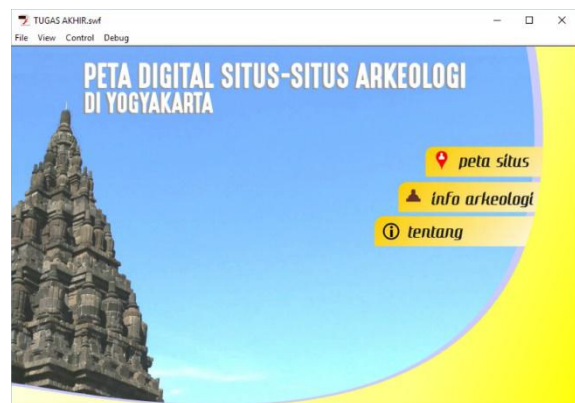 TUGAS AKHIR.swf
File View Control Debug
PETA DIGITAL SITUS-SITUS ARKEOLOGI
DI YOGYAKARTA
peta situs
info arkeologi
tentang